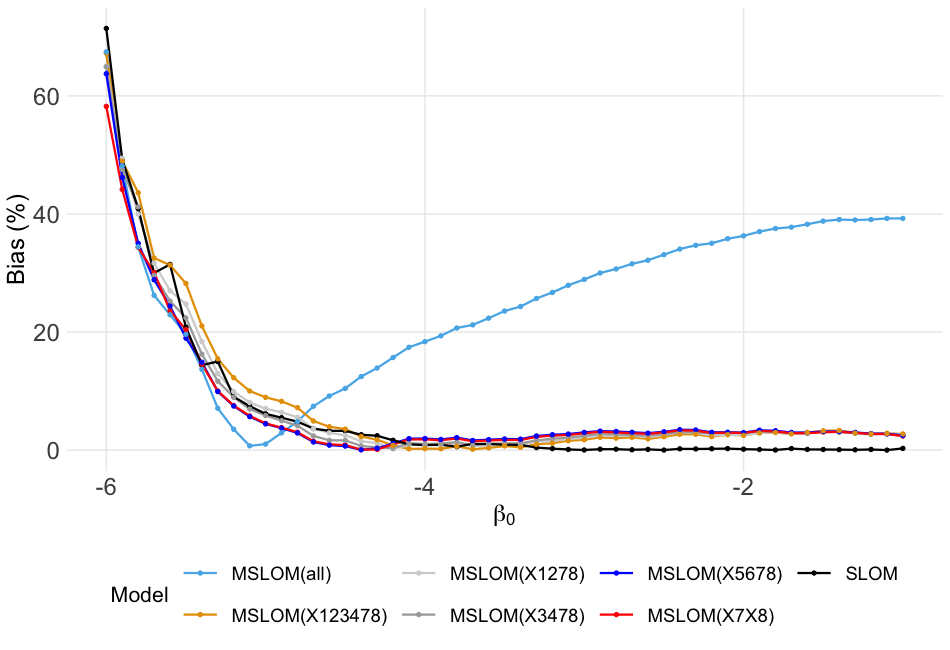 Bias (%)
60
40
20
0
-6 -4 -2
β0
Model
MSLOM(all) MSLOM(X1278) MSLOM(X5678) SLOM
MSLOM(X123478) MSLOM(X3478) MSLOM(X7X8)